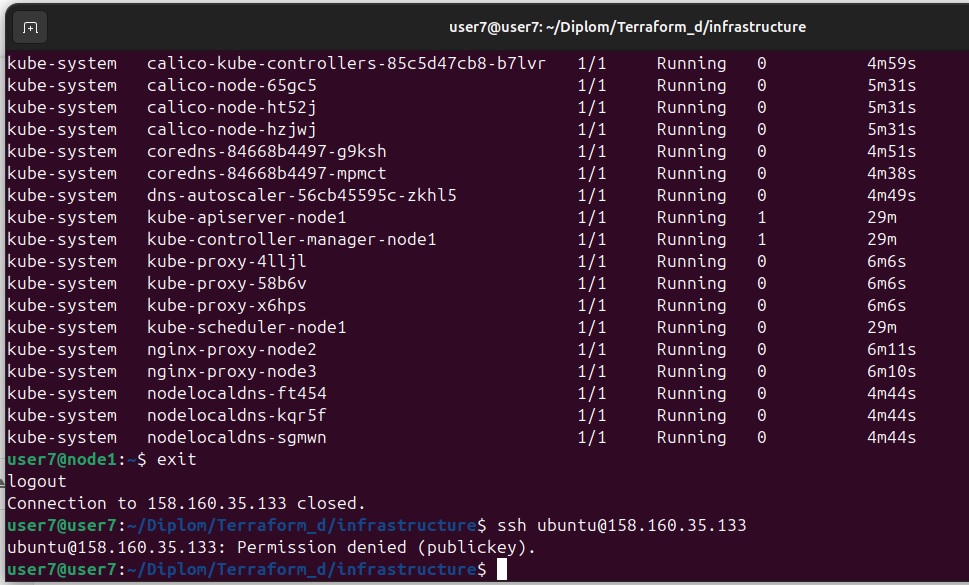 user7@user7: ~/Diplom/Terraform_d/infrastructure
kube-system calico-kube-controllers-85c5d47cb8-b7lvr 1/1 Running 0 4m59s
kube-system calico-node-65gc5 1/1 Running 0 5m31s
kube-system calico-node-ht52j 1/1 Running 0 5m31s
kube-system calico-node-hzjwj 1/1 Running 0 5m31s
kube-system coredns-84668b4497-g9ksh 1/1 Running 0 4m51s
kube-system coredns-84668b4497-mpmct 1/1 Running 0 4m38s
kube-system dns-autoscaler-56cb45595c-zkhl5 1/1 Running 0 4m49s
kube-system kube-apiserver-node1 1/1 Running 1 29m
kube-system kube-controller-manager-node1 1/1 Running 1 29m
kube-system kube-proxy-4lljl 1/1 Running 0 6m6s
kube-system kube-proxy-58b6v 1/1 Running 0 6m6s
kube-system kube-proxy-x6hps 1/1 Running 0 6m6s
kube-system kube-scheduler-node1 1/1 Running 0 29m
kube-system nginx-proxy-node2 1/1 Running 0 6m11s
kube-system nginx-proxy-node3 1/1 Running 0 6m10s
kube-system nodelocaldns-ft454 1/1 Running 0 4m44s
kube-system nodelocaldns-kqr5f 1/1 Running 0 4m44s
kube-system nodelocaldns-sgmwn 1/1 Running 0 4m44s
user7@node1:~$ exit
logout
Connection to 158.160.35.133 closed.
user7@user7:~/Diplom/Terraform_d/infrastructure$ ssh ubuntu@158.160.35.133
ubuntu@158.160.35.133: Permission denied (publickey).
user7@user7:~/Diplom/Terraform_d/infrastructure$